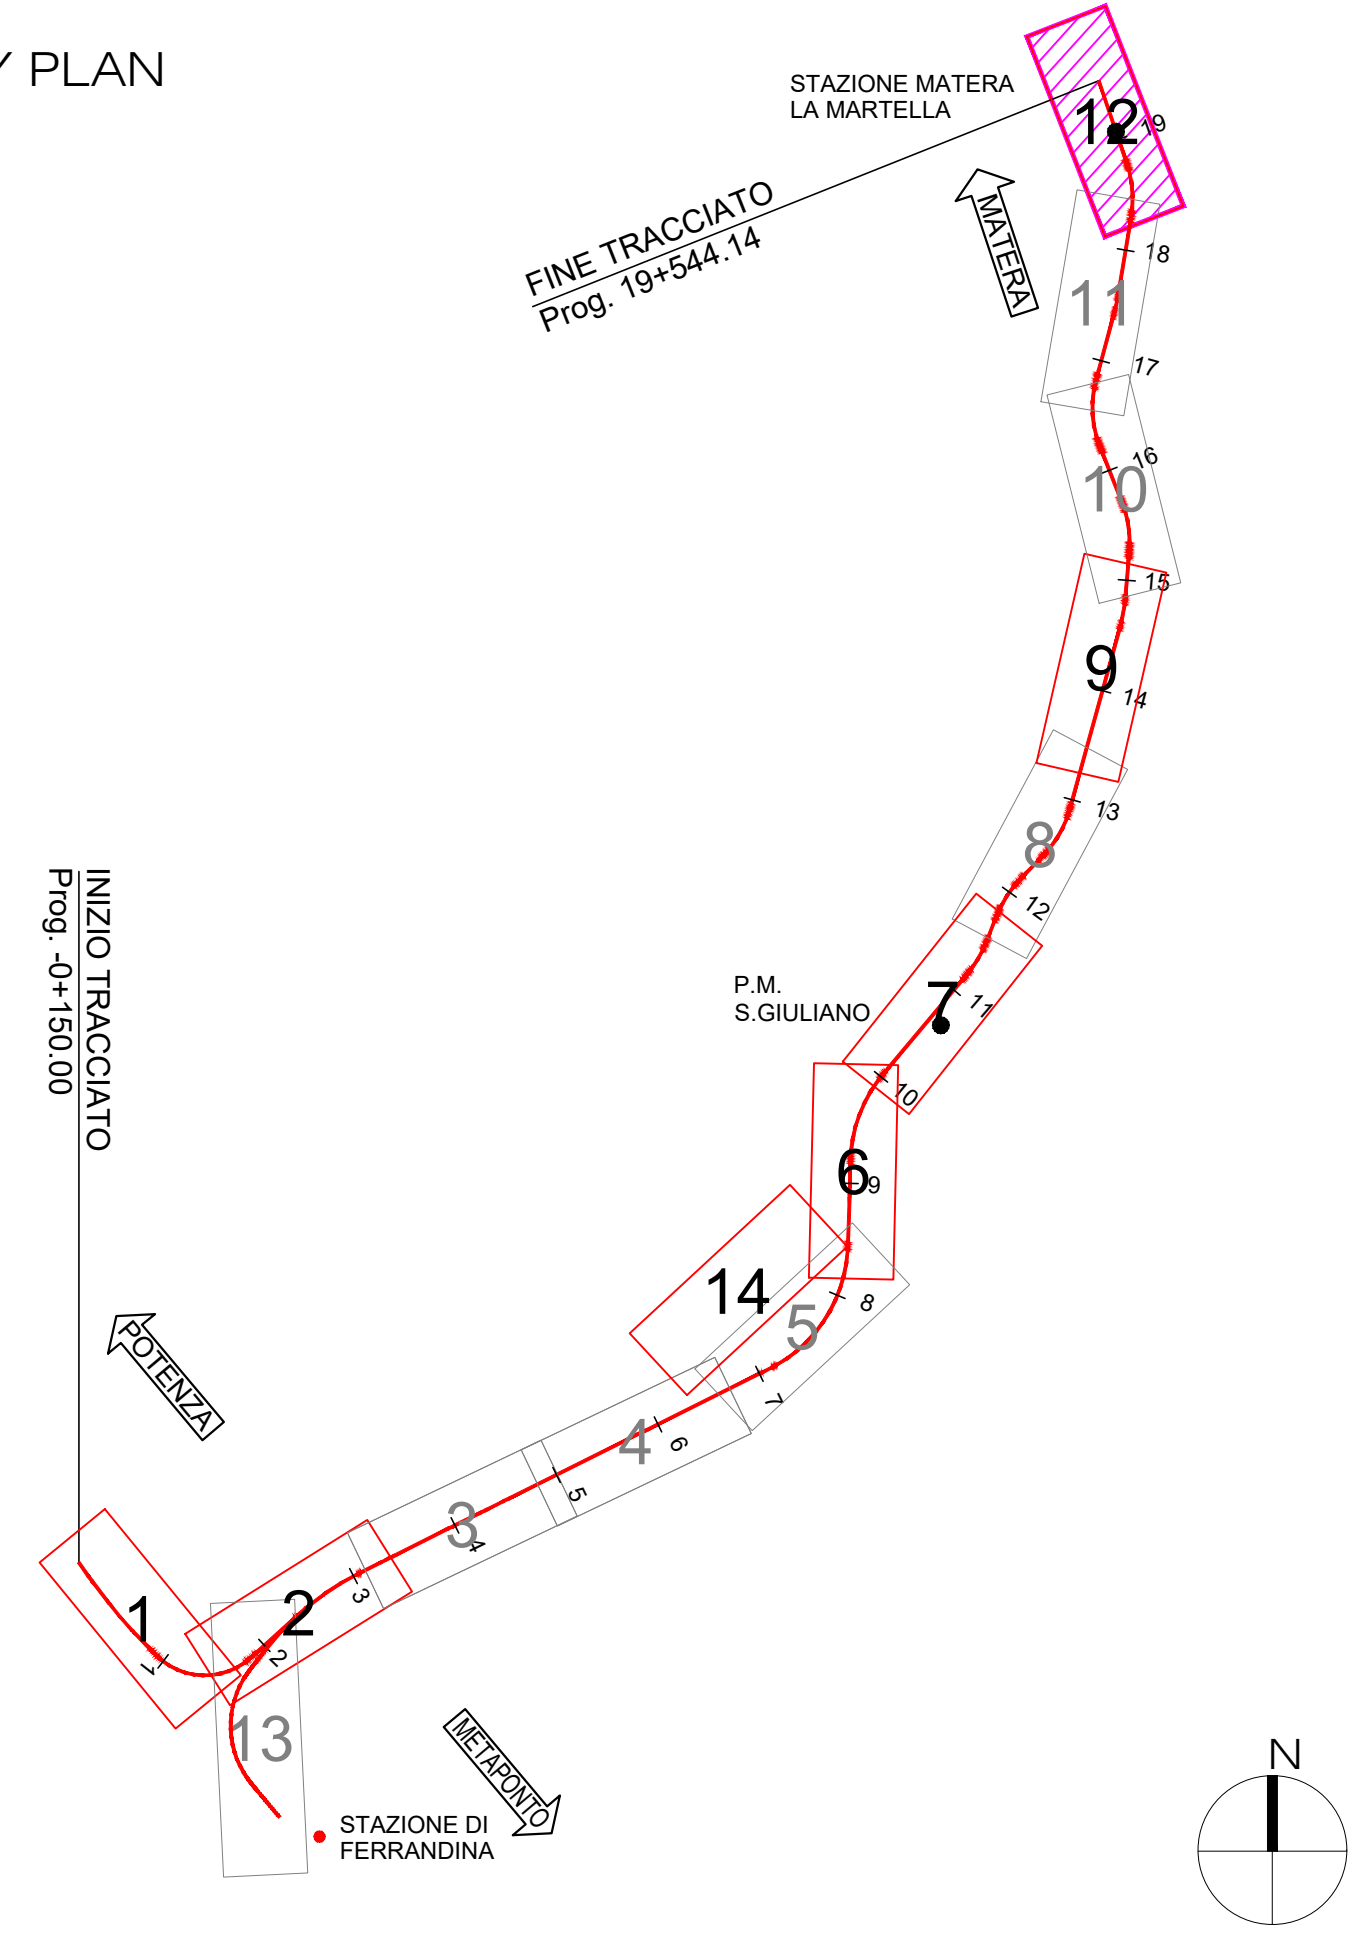 Y PLAN
STAZIONE MATERA
LA MARTELLA
12
19
FINE TRACCIATO
Prog. 19+544.14
MATERA
18
11
17
16
10
15
9
14
13
8
12
INIZIO TRACCIATO
Prog. -0+150.00
P.M.
S.GIULIANO
7
11
10
6
9
14
8
5
POTENZA
7
4
6
5
3
4
3
2
1
2
1
13
METAPONTO
N
STAZIONE DI
FERRANDINA